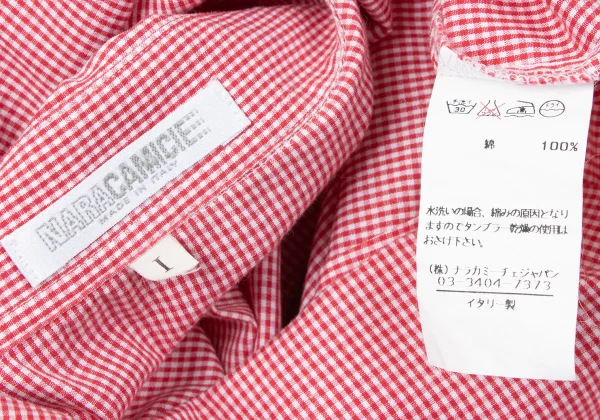 NARACAMICIE
MADE IN ITALY
I
30
綿 100%
水洗いの場合、縮みの原因となり
ますのでタンブラー乾燥の使用は
おさけ下さい。
(株)ナラカミーチェジャパン
03-3404-7373
イタリー製